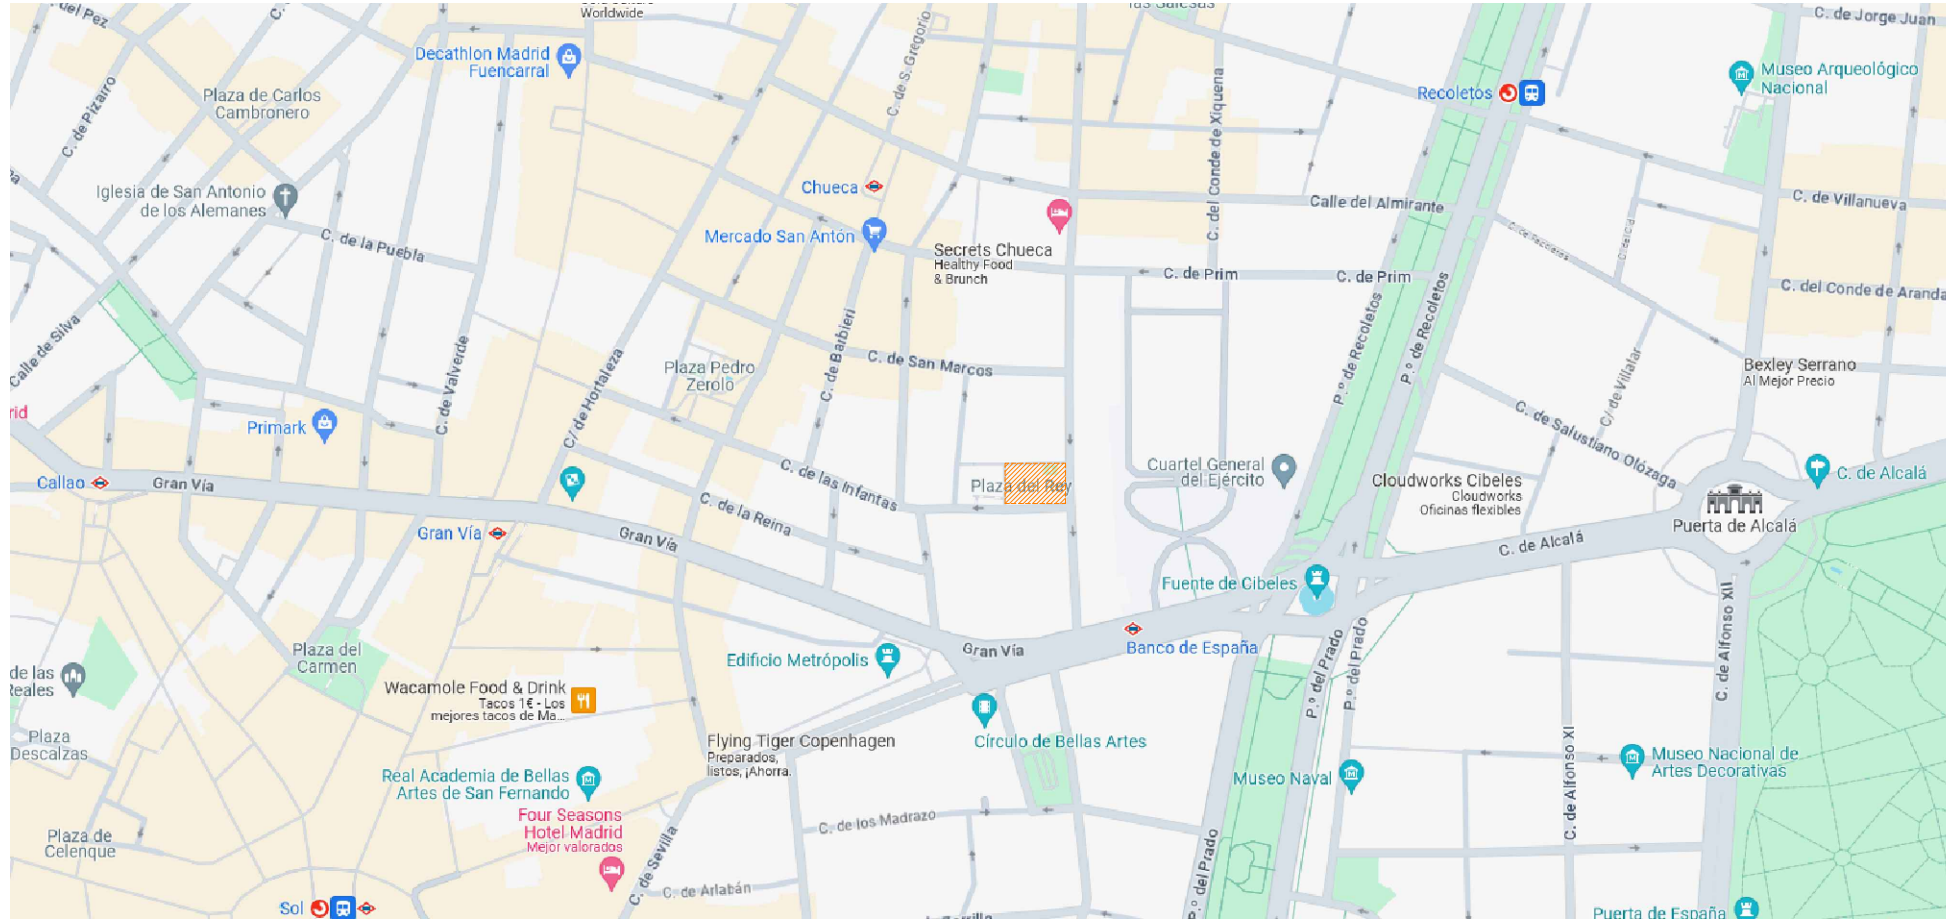 del Pez
Worldwide
las Salesas
C. de Jorge Juan
Decathlon Madrid
Fuencarral
C. de S. Gregorio
Museo Arqueológico
Nacional
Recoletos
Plaza de Carlos
Cambronero
C. de Pizarro
C. del Conde de Xiquena
Iglesia de San Antonio
de los Alemanes
Chueca
Calle del Almirante
C. de Villanueva
C. de la Puebla
Mercado San Antón
Secrets Chueca
Healthy Food
& Brunch
C. de Prim
C. de Prim
C. del Conde de Aranda
Calle de Silva
C. de Valverde
C/ de Hortaleza
C. de Barbieri
P.º de Recoletos
P.º de Recoletos
C. de San Marcos
Plaza Pedro
Zerolo
C/ de Villalar
Bexley Serrano
Al Mejor Precio
rid
Primark
C. de Salustiano Olózaga
C. de las Infantas
Plaza del Rey
Cuartel General
del Ejército
Cloudworks Cibeles
Cloudworks
Oficinas flexibles
C. de Alcalá
Callao
Gran Vía
C. de la Reina
Puerta de Alcalá
Gran Vía
Gran Vía
C. de Alcalá
Fuente de Cibeles
C. de Alfonso XII
Gran Vía
Banco de España
Edificio Metrópolis
Plaza del
Carmen
P.º del Prado
P.º del Prado
de las
Reales
Wacamole Food & Drink
Tacos 1€ - Los
mejores tacos de Ma...
Plaza
Descalzas
Flying Tiger Copenhagen
Preparados,
listos, ¡Ahorra.
Círculo de Bellas Artes
Museo Nacional de
Artes Decorativas
Real Academia de Bellas
Artes de San Fernando
Museo Naval
C. de Alfonso XI
Four Seasons
Hotel Madrid
Mejor valorados
C. de los Madrazo
Plaza de
Celenque
C. de Sevilla
P.º del Prado
C. de Arlabán
Sol
Puerta de España